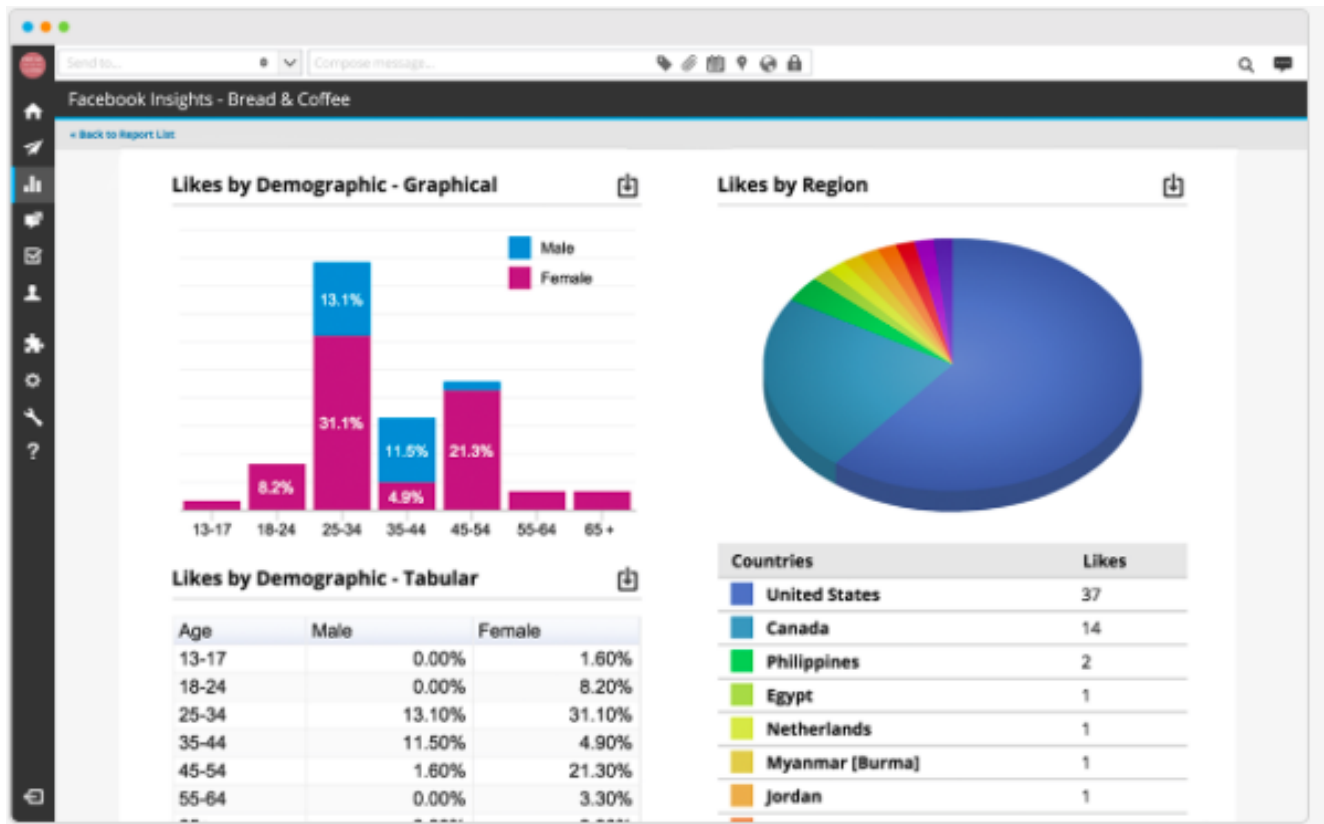 Send to...
Compose message...
Facebook Insights - Bread & Coffee
« Back to Report List
Likes by Demographic - Graphical
Male
Female
13.1%
31.1%
11.5%
21.3%
8.2%
4.9%
13-17 18-24 25-34 35-44 45-54 55-64 65 +
Likes by Demographic - Tabular
Age Male Female
13-17 0.00% 1.60%
18-24 0.00% 8.20%
25-34 13.10% 31.10%
35-44 11.50% 4.90%
45-54 1.60% 21.30%
55-64 0.00% 3.30%
Likes by Region
Countries Likes
United States 37
Canada 14
Philippines 2
Egypt 1
Netherlands 1
Myanmar [Burma] 1
Jordan 1